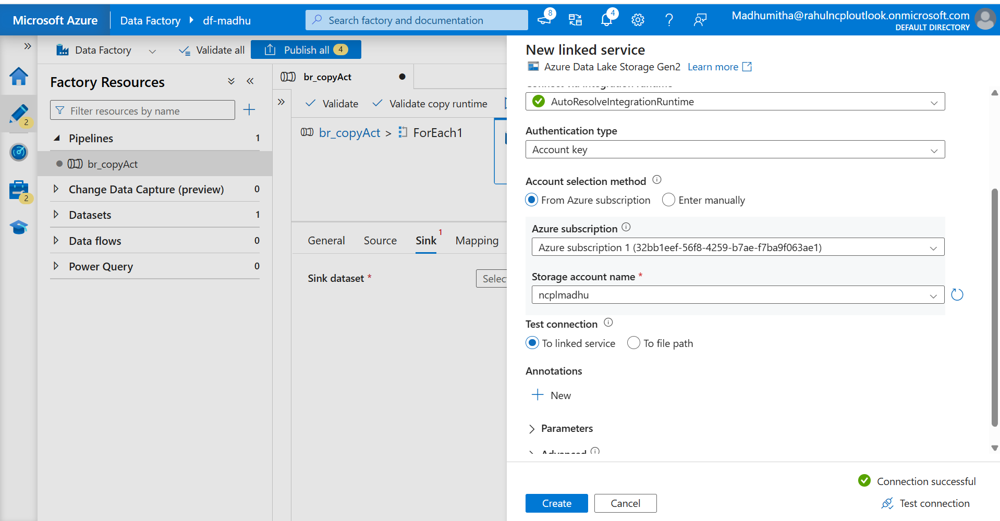 Microsoft Azure
Data Factory
df-madhu
Search factory and documentation
8
4
Madhumitha@rahulncploutlook.onmicrosoft.com
DEFAULT DIRECTORY
Data Factory
Validate all
Publish all
4
2
2
Factory Resources
Filter resources by name
Pipelines
1
br_copyAct
Change Data Capture (preview)
0
Datasets
1
Data flows
0
Power Query
0
br_copyAct
Validate
Validate copy runtime
br_copyAct > ForEach1
General
Source
Sink
1
Mapping
Sink dataset *
Selec
New linked service
Azure Data Lake Storage Gen2
Learn more
Connect via integration runtime
AutoResolveIntegrationRuntime
Authentication type
Account key
Account selection method
From Azure subscription
Enter manually
Azure subscription
Azure subscription 1 (32bb1eef-56f8-4259-b7ae-f7ba9f063ae1)
Storage account name *
ncplmadhu
Test connection
To linked service
To file path
Annotations
New
Parameters
Advanced
Connection successful
Create
Cancel
Test connection